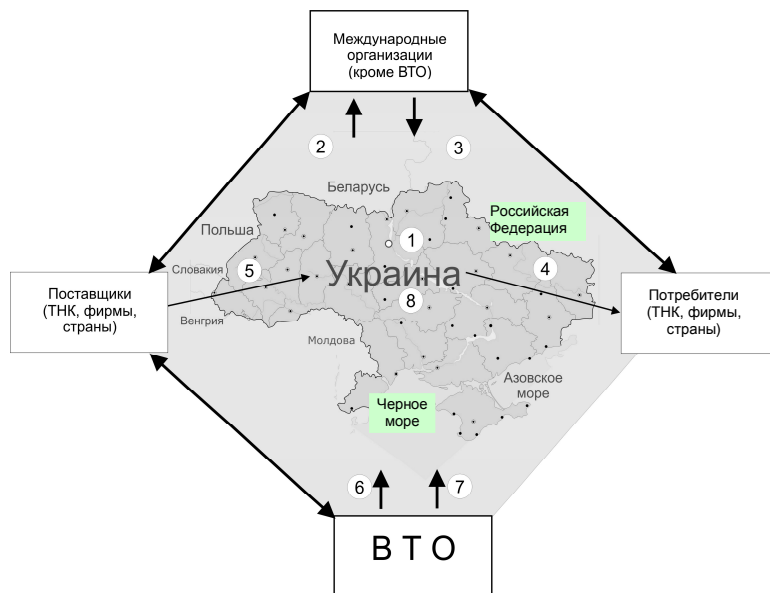 Международные
организации
(кроме ВТО)
2
3
Беларусь
Российская
Федерация
Польша
1
Словакия
5
Украина
4
Поставщики
(ТНК, фирмы,
страны)
Потребители
(ТНК, фирмы,
страны)
8
Венгрия
Молдова
Азовское
море
Черное
море
6
7
В Т О